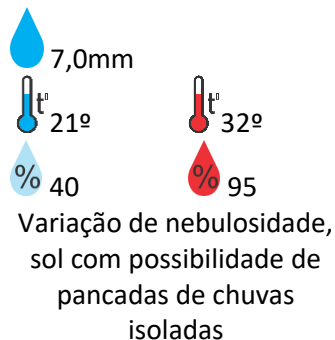 7,0mm
t° 21º t° 32º
% 40 % 95
Variação de nebulosidade,
sol com possibilidade de
pancadas de chuvas
isoladas